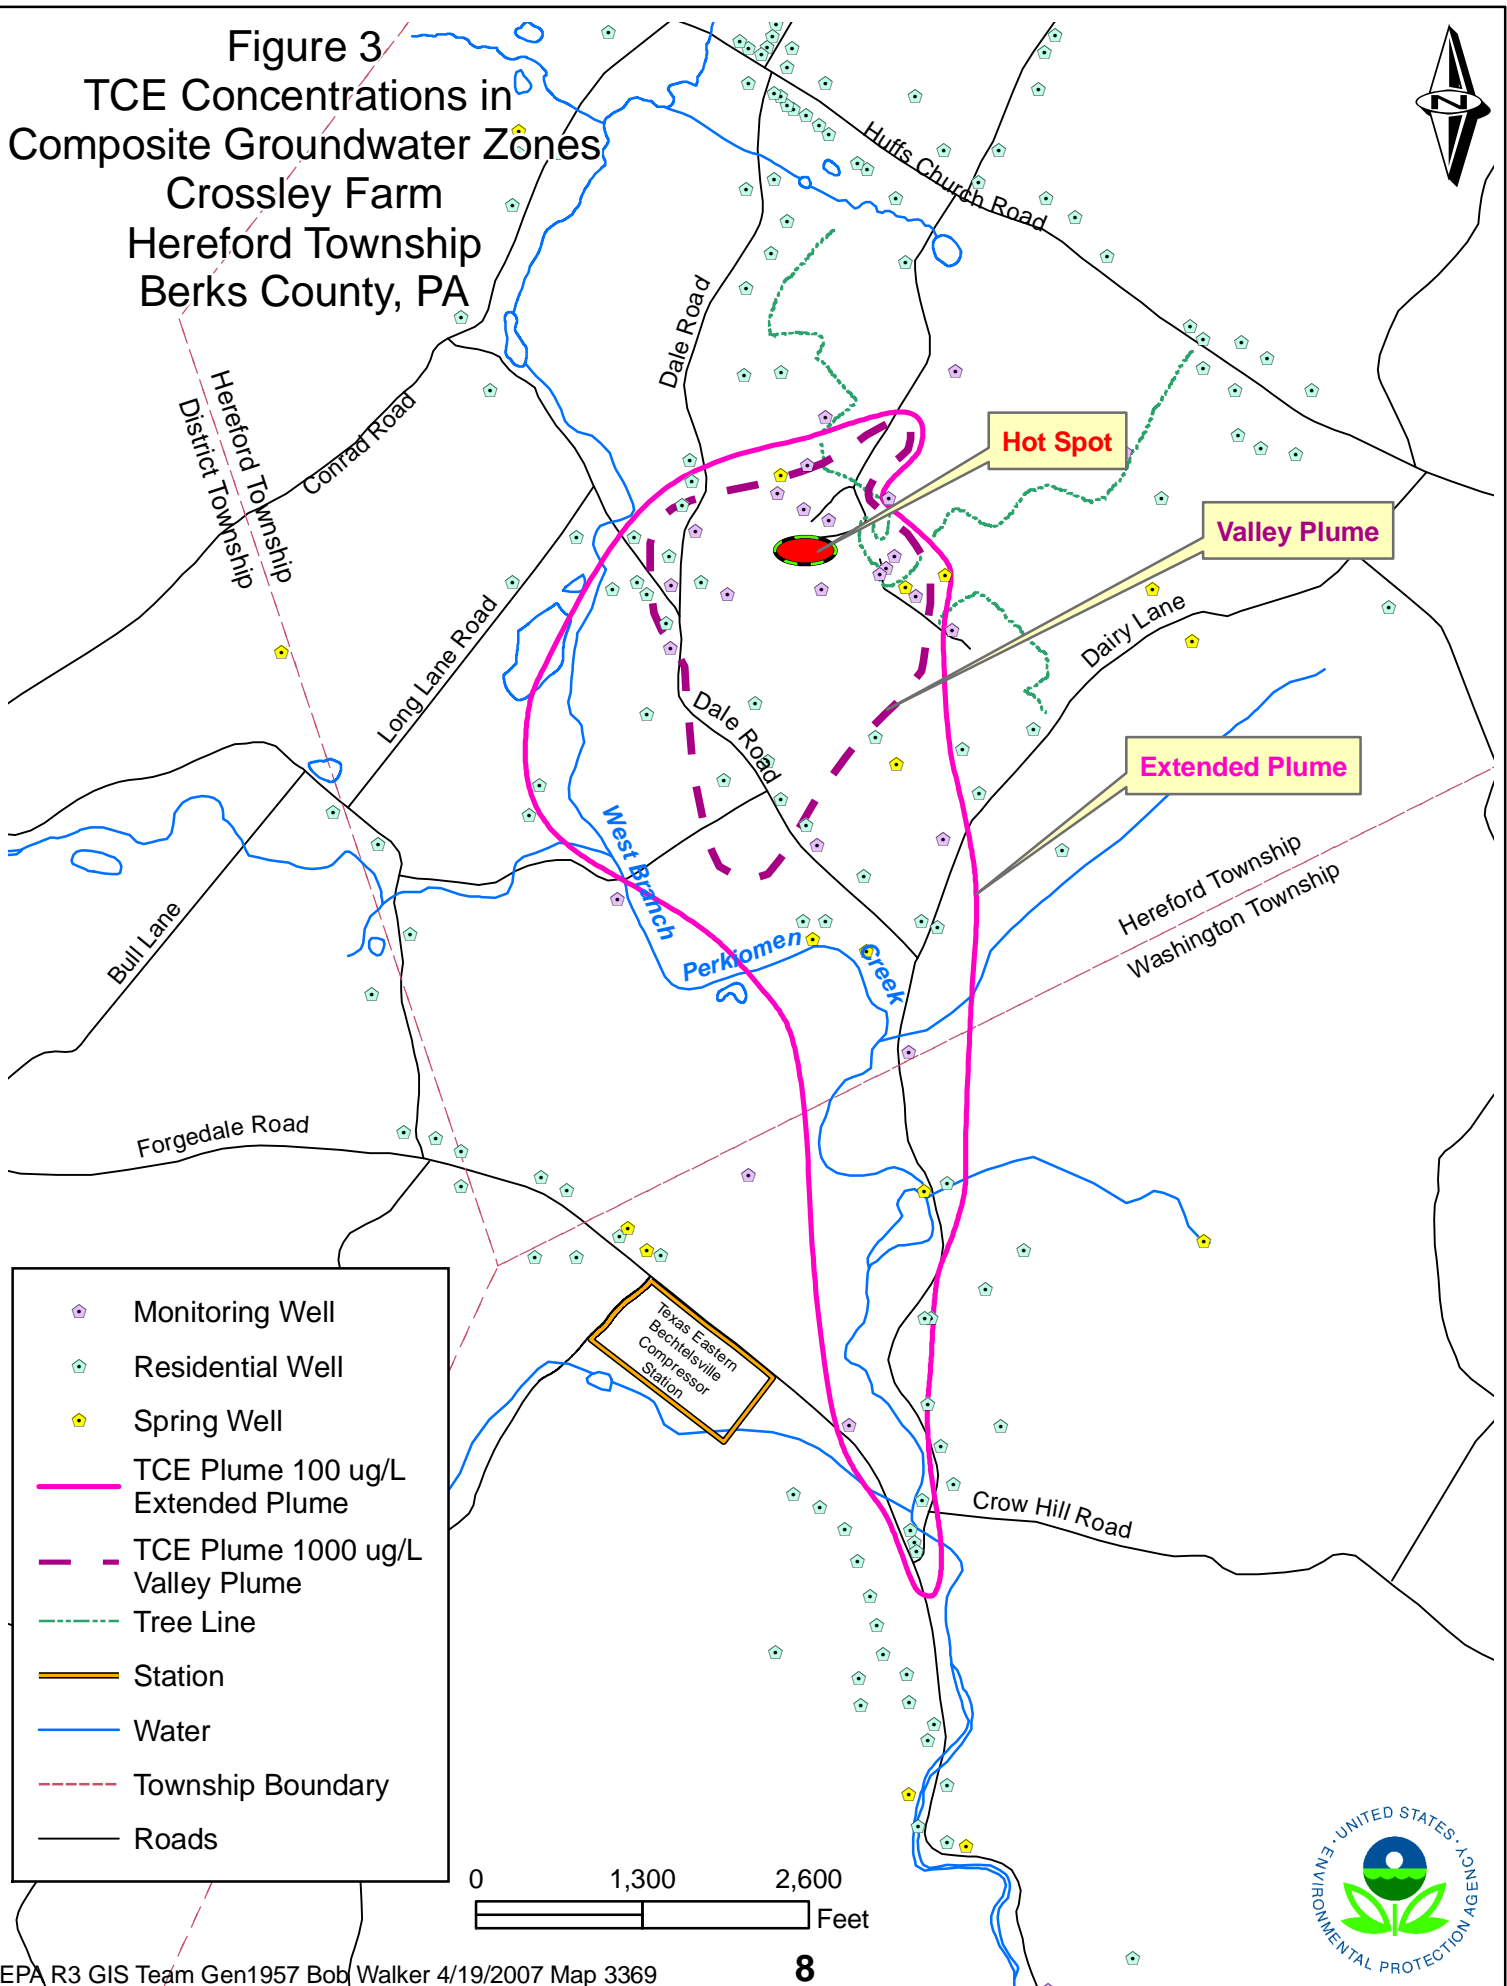 Figure 3
TCE Concentrations in
Composite Groundwater Zones
Crossley Farm
Hereford Township
Berks County, PA
N
Huffs Church Road
Dale Road
Hereford Township
District Township
Conrad Road
Hot Spot
Valley Plume
Long Lane Road
Dairy Lane
Dale Road
Extended Plume
West Branch
Perkiomen
Creek
Hereford Township
Washington Township
Bull Lane
Forgedale Road
Texas Eastern
Bechtelsville
Compressor
Station
Crow Hill Road
Monitoring Well
Residential Well
Spring Well
TCE Plume 100 ug/L
Extended Plume
TCE Plume 1000 ug/L
Valley Plume
Tree Line
Station
Water
Township Boundary
Roads
0 1,300 2,600
Feet
UNITED STATES · ENVIRONMENTAL PROTECTION AGENCY ·
EPA R3 GIS Team Gen1957 Bob Walker 4/19/2007 Map 3369
8